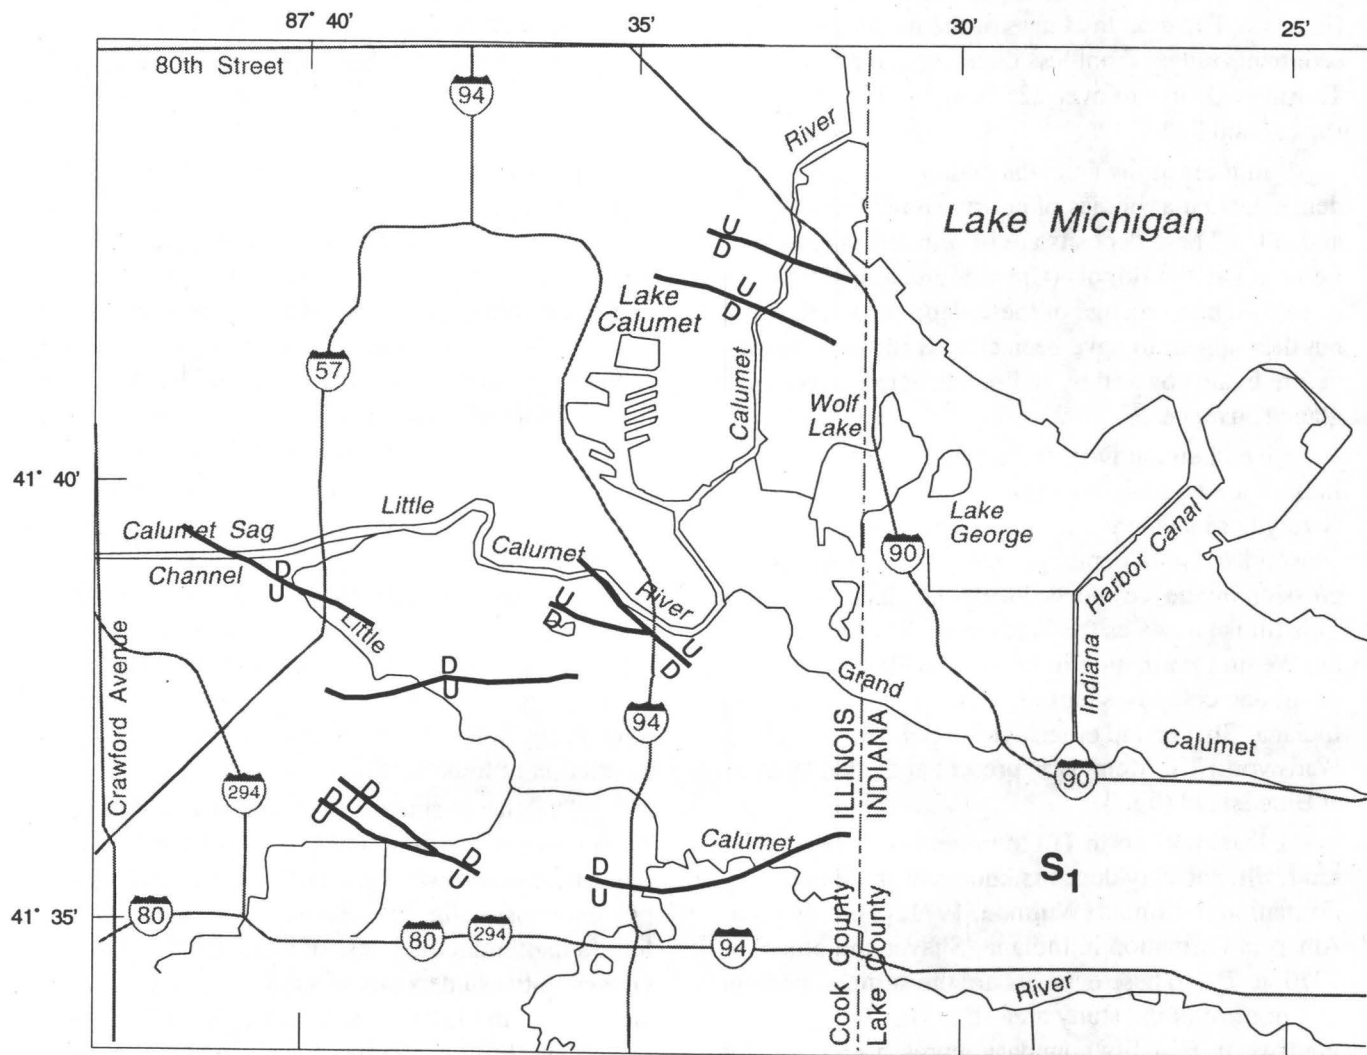 87° 40'
35'
30
25'
80th Street
94
River
Lake Michigan
U
D
U
D
Lake
Calumet
57
Calumet
Wolf
Lake
41° 40'
Little
Calumet Sag
Channel
Calumet
River
Lake
George
90
Indiana Harbor Canal
D
U
Little
U
D
U
D
D
U
Grand
Crawford Avenue
94
ILLINOIS
INDIANA
Calumet
90
294
D
U
D
U
D
U
Calumet
D
U
S1
41° 35'
80
80
294
94
Cook County
Lake County
River